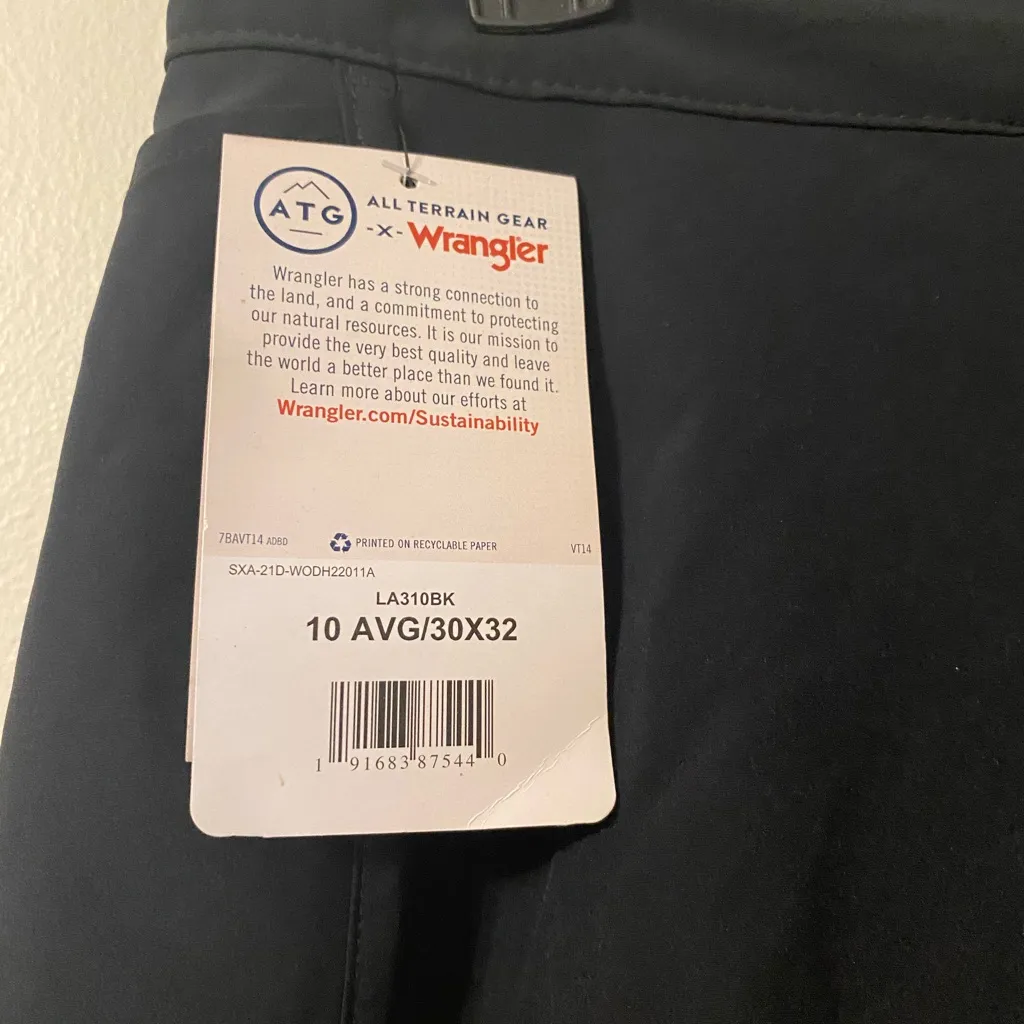 ATG
ALL TERRAIN GEAR
-X- Wrangler
Wrangler has a strong connection to
the land, and a commitment to protecting
our natural resources. It is our mission to
provide the very best quality and leave
the world a better place than we found it.
Learn more about our efforts at
Wrangler.com/Sustainability
7BAVT14 ADBD
PRINTED ON RECYCLABLE PAPER
VT14
SXA-21D-WODH22011A
LA310BK
10 AVG/30X32
1 91683 87544 0